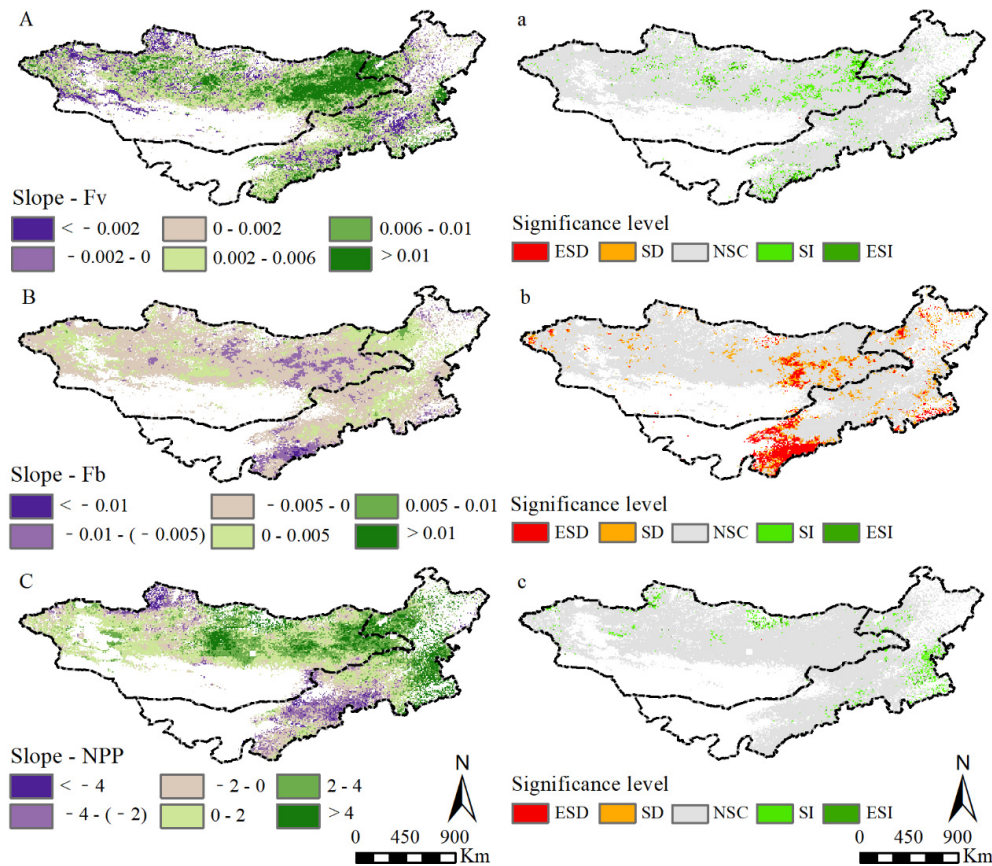 A
a
Slope - Fv
< - 0.002
0 - 0.002
0.006 - 0.01
- 0.002 - 0
0.002 - 0.006
> 0.01
Significance level
ESD
SD
NSC
SI
ESI
B
b
Slope - Fb
< - 0.01
- 0.005 - 0
0.005 - 0.01
- 0.01 - ( - 0.005)
0 - 0.005
> 0.01
Significance level
ESD
SD
NSC
SI
ESI
C
c
Slope - NPP
< - 4
- 2 - 0
2 - 4
- 4 - ( - 2)
0 - 2
> 4
N
0 450 900
Km
Significance level
ESD
SD
NSC
SI
ESI
N
0 450 900
Km